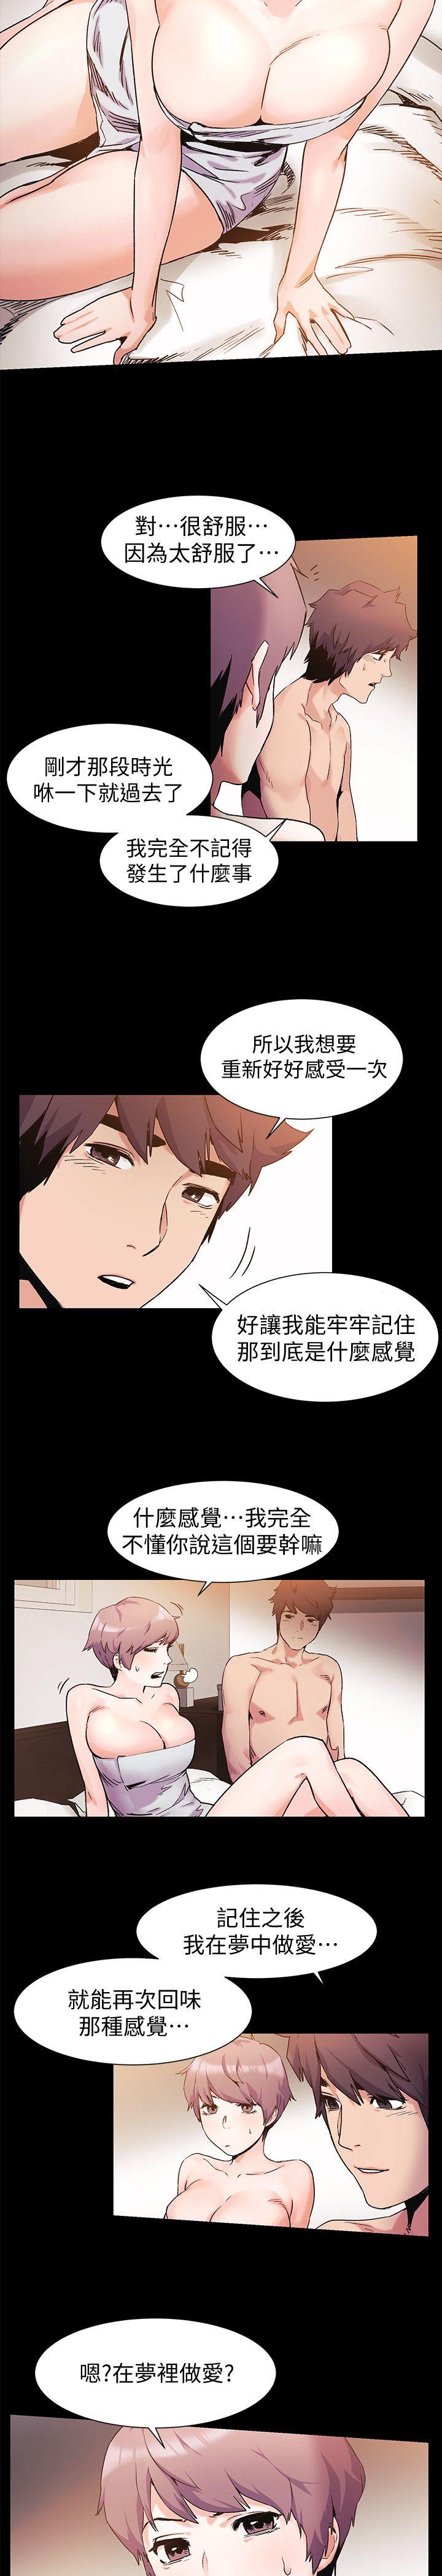 對…很舒服…
因為太舒服了…
剛才那段時光
咻一下就過去了
我完全不記得
發生了什麼事
所以我想要
重新好好感受一次
好讓我能牢牢記住
那到底是什麼感覺
什麼感覺…我完全
不懂你說這個要幹嘛
記住之後
我在夢中做愛…
就能再次回味
那種感覺…
嗯?在夢裡做愛?